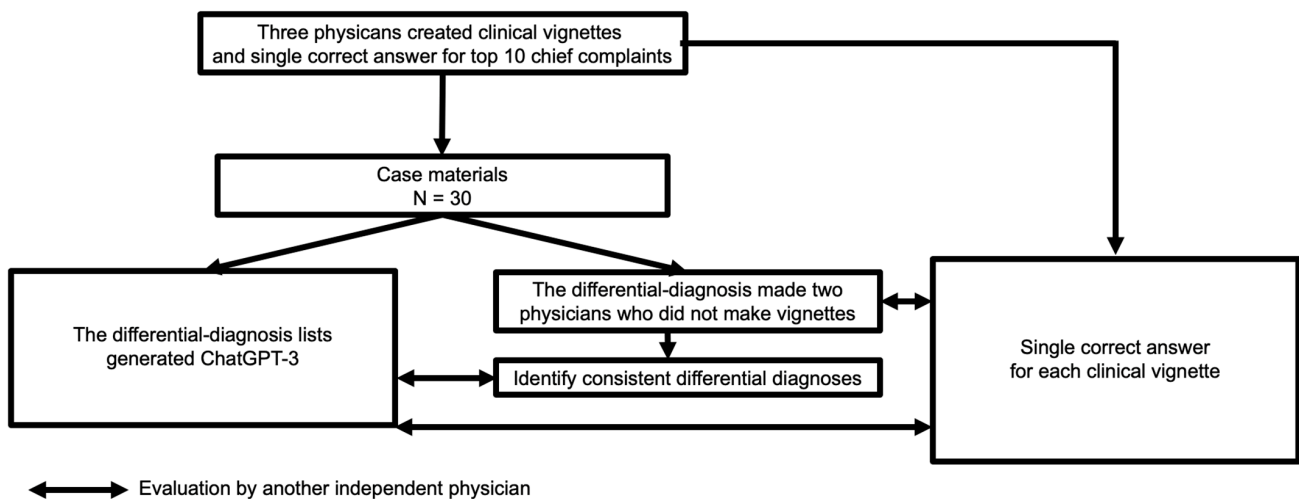 Three physicans created clinical vignettes
and single correct answer for top 10 chief complaints
Case materials
N = 30
The differential-diagnosis lists
generated ChatGPT-3
The differential-diagnosis made two
physicians who did not make vignettes
Identify consistent differential diagnoses
Single correct answer
for each clinical vignette
Evaluation by another independent physician